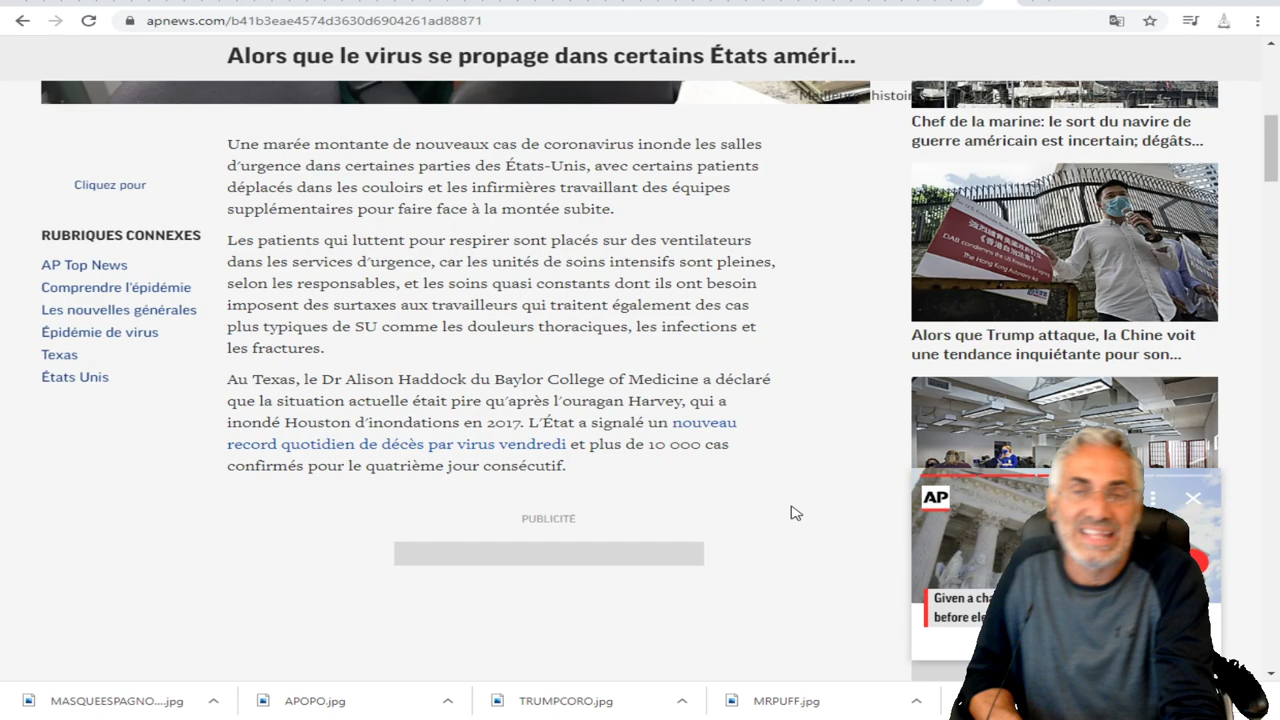 apnews.com/b41b3eae4574d3630d6904261ad88871
Alors que le virus se propage dans certains États améri...
Une marée montante de nouveaux cas de coronavirus inonde les salles
d'urgence dans certaines parties des États-Unis, avec certains patients
déplacés dans les couloirs et les infirmières travaillant des équipes
supplémentaires pour faire face à la montée subite.
Les patients qui luttent pour respirer sont placés sur des ventilateurs
dans les services d'urgence, car les unités de soins intensifs sont pleines,
selon les responsables, et les soins quasi constants dont ils ont besoin
imposent des surtaxes aux travailleurs qui traitent également des cas
plus typiques de SU comme les douleurs thoraciques, les infections et
les fractures.
Au Texas, le Dr Alison Haddock du Baylor College of Medicine a déclaré
que la situation actuelle était pire qu'après l'ouragan Harvey, qui a
inondé Houston d'inondations en 2017. L'État a signalé un nouveau
record quotidien de décès par virus vendredi et plus de 10 000 cas
confirmés pour le quatrième jour consécutif.
PUBLICITÉ
Cliquez pour
RUBRIQUES CONNEXES
AP Top News
Comprendre l'épidémie
Les nouvelles générales
Épidémie de virus
Texas
États Unis
Chef de la marine: le sort du navire de
guerre américain est incertain; dégâts...
DAB condemns the US President for signing
The Hong Kong Autonomy
Alors que Trump attaque, la Chine voit
une tendance inquiétante pour son...
AP
Given a
before
MASQUEESPAGNO....jpg
APOPO.jpg
TRUMPCORO.jpg
MRPUFF.jpg